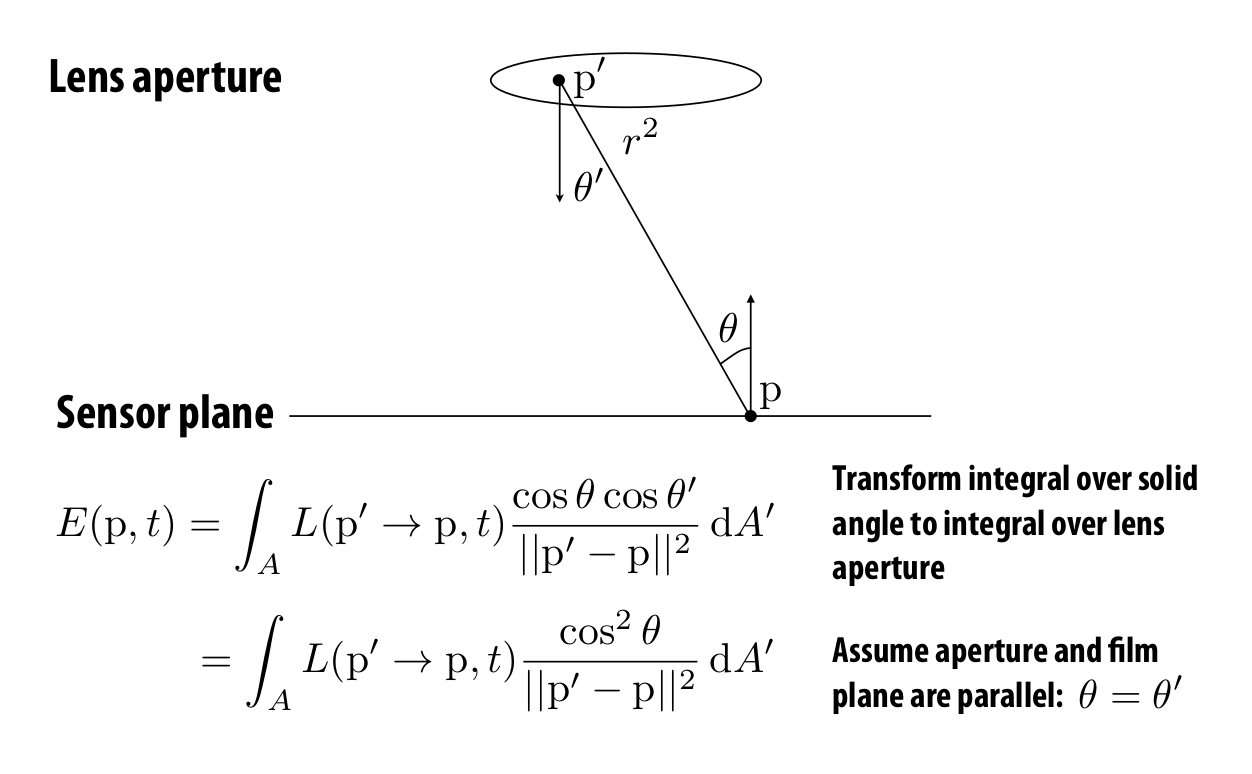 Lens aperture
p′
r²
θ′
θ
p
Sensor plane
E(p, t) = ∫_A L(p′ → p, t) (cos θ cos θ′) / (||p′ − p||²) dA′
Transform integral over solid
angle to integral over lens
aperture
= ∫_A L(p′ → p, t) (cos² θ) / (||p′ − p||²) dA′
Assume aperture and film
plane are parallel: θ = θ′